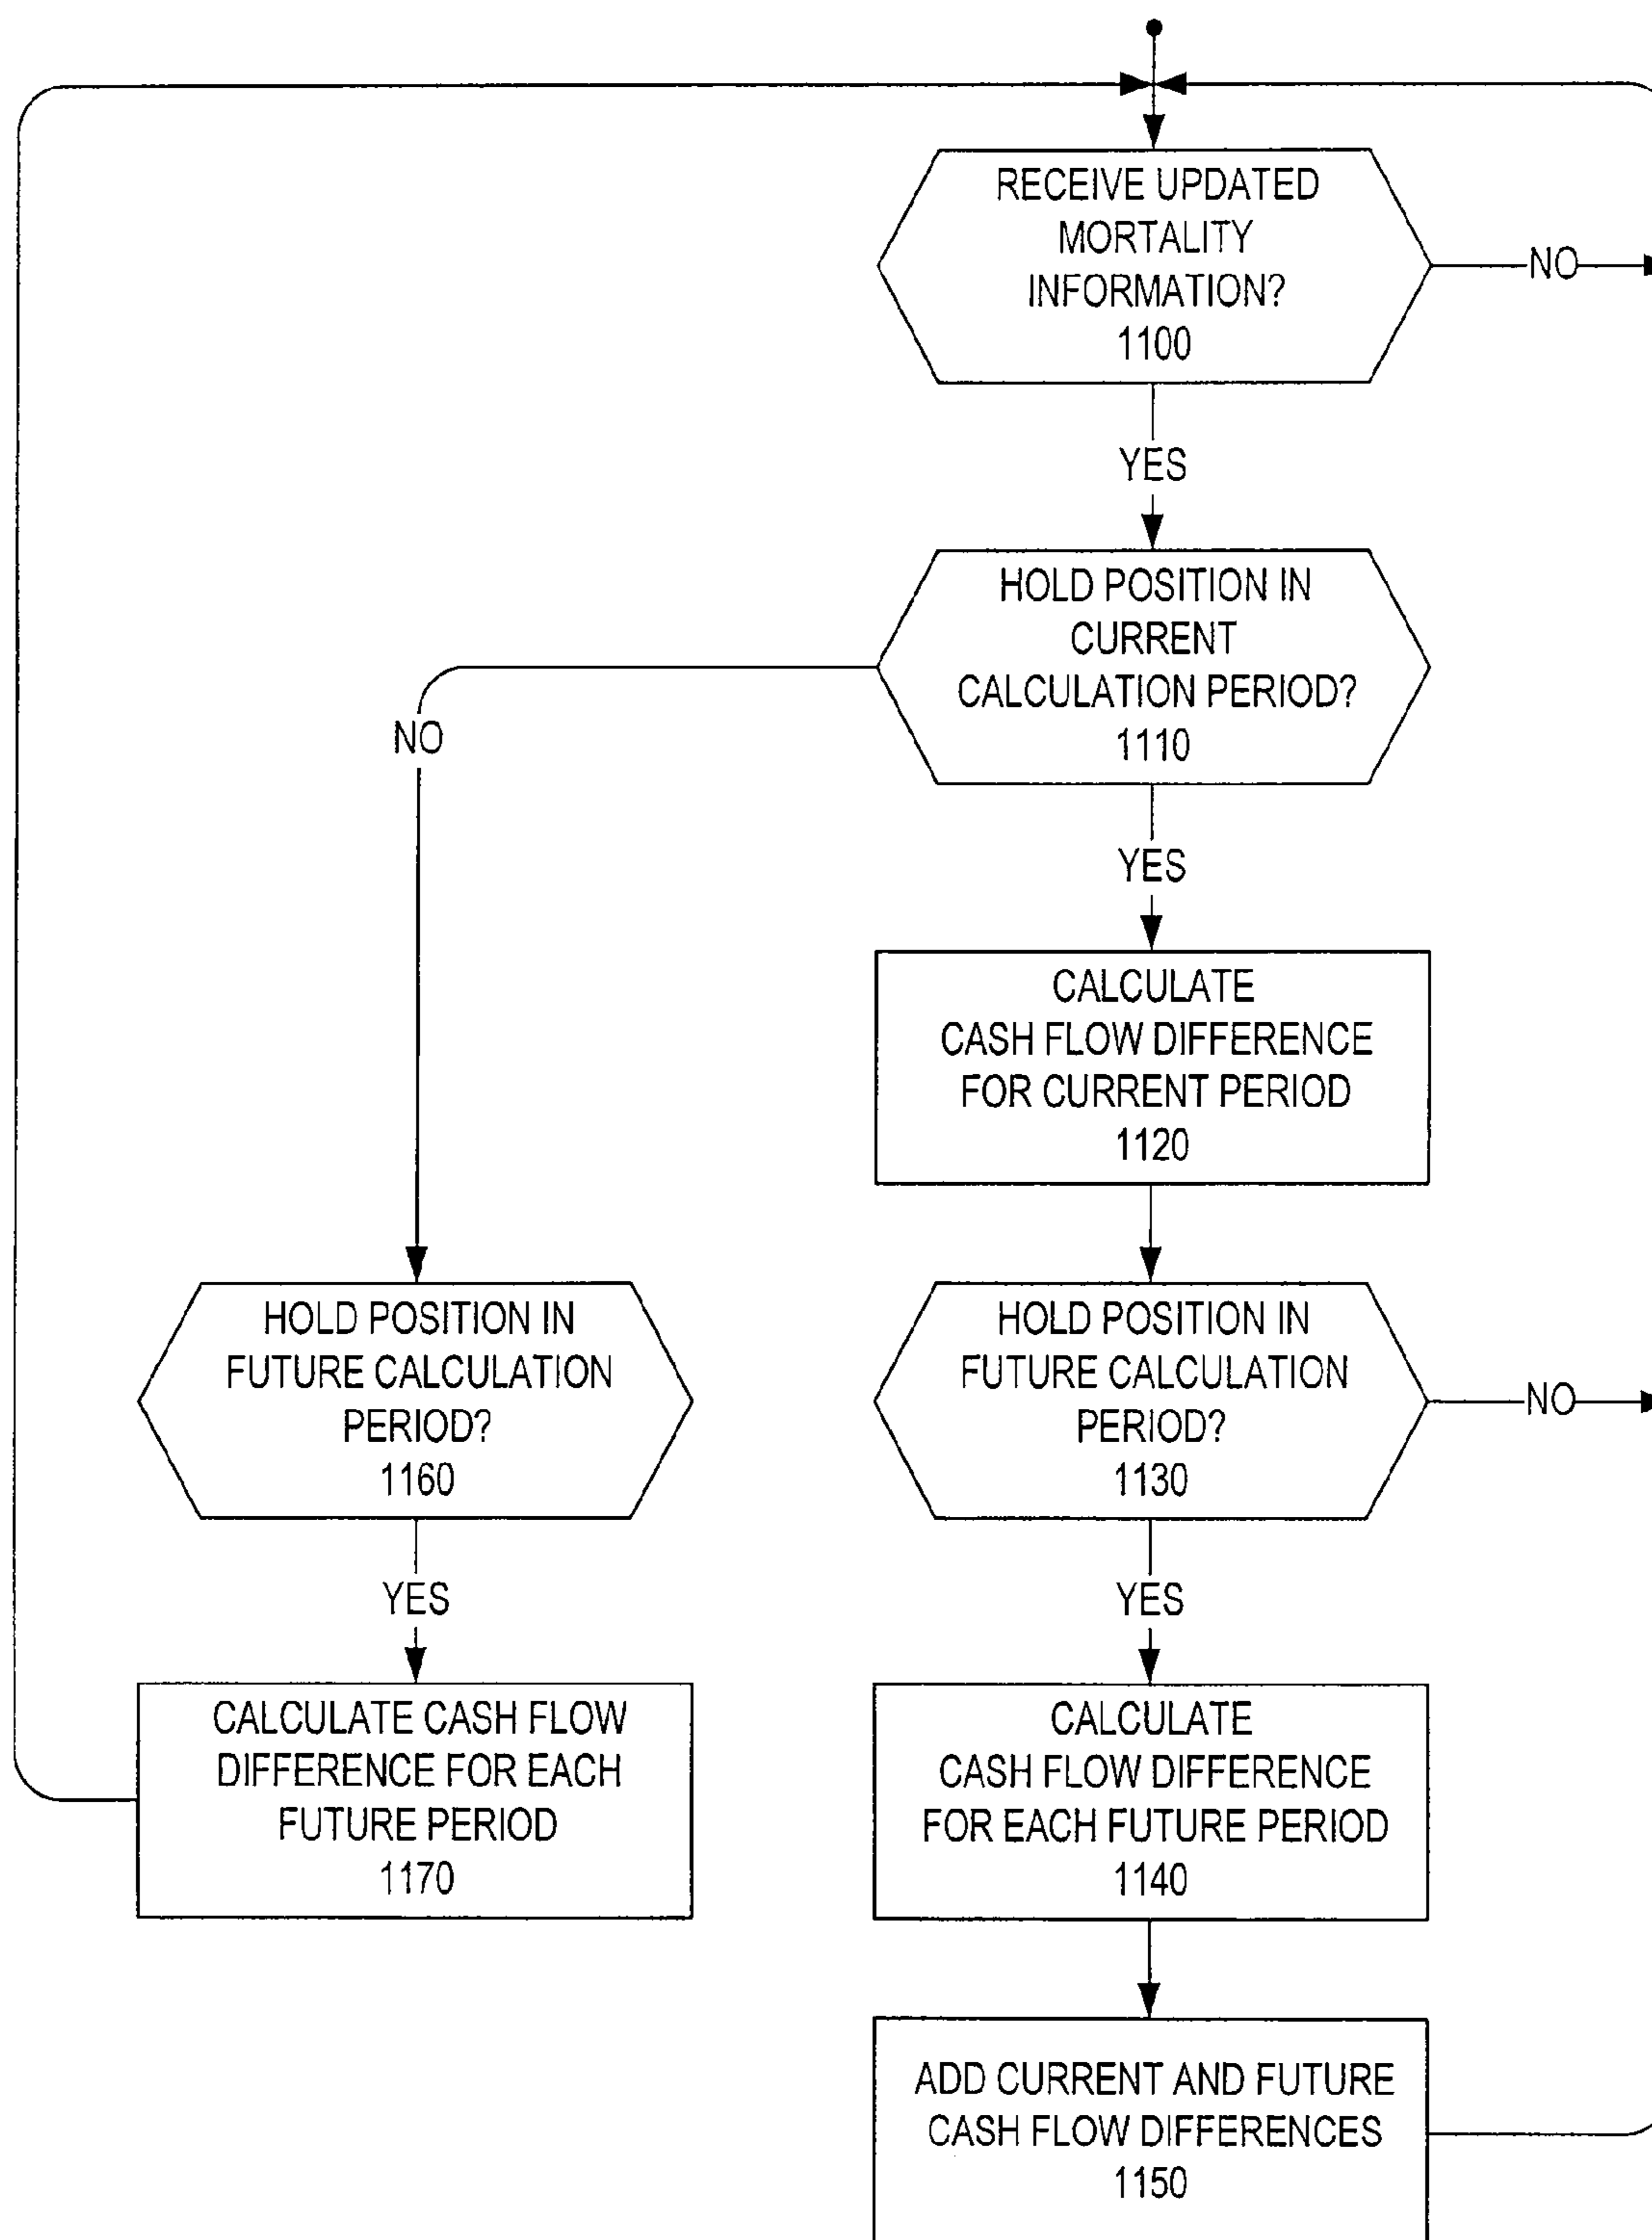 RECEIVE UPDATED
MORTALITY
INFORMATION?
1100
NO
YES
HOLD POSITION IN
CURRENT
CALCULATION PERIOD?
1110
NO
YES
CALCULATE
CASH FLOW DIFFERENCE
FOR CURRENT PERIOD
1120
HOLD POSITION IN
FUTURE CALCULATION
PERIOD?
1160
HOLD POSITION IN
FUTURE CALCULATION
PERIOD?
1130
NO
YES
YES
CALCULATE CASH FLOW
DIFFERENCE FOR EACH
FUTURE PERIOD
1170
CALCULATE
CASH FLOW DIFFERENCE
FOR EACH FUTURE PERIOD
1140
ADD CURRENT AND FUTURE
CASH FLOW DIFFERENCES
1150